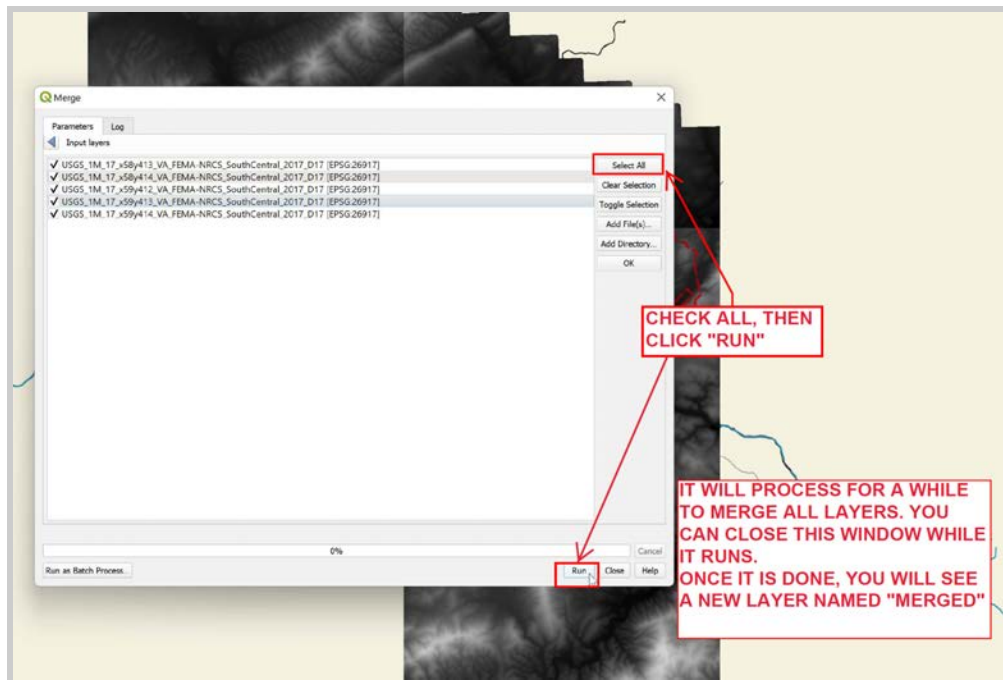 Merge
Parameters Log
Input layers
USGS_1M_17_x58y413_VA_FEMA-NRCS_SouthCentral_2017_D17 [EPSG:26917]
USGS_1M_17_x58y414_VA_FEMA-NRCS_SouthCentral_2017_D17 [EPSG:26917]
USGS_1M_17_x59y412_VA_FEMA-NRCS_SouthCentral_2017_D17 [EPSG:26917]
USGS_1M_17_x59y413_VA_FEMA-NRCS_SouthCentral_2017_D17 [EPSG:26917]
USGS_1M_17_x59y414_VA_FEMA-NRCS_SouthCentral_2017_D17 [EPSG:26917]
Select All
Clear Selection
Toggle Selection
Add File(s)...
Add Directory...
OK
CHECK ALL, THEN
CLICK "RUN"
IT WILL PROCESS FOR A WHILE
TO MERGE ALL LAYERS. YOU
CAN CLOSE THIS WINDOW WHILE
IT RUNS.
ONCE IT IS DONE, YOU WILL SEE
A NEW LAYER NAMED "MERGED"
0%
Cancel
Run as Batch Process...
Run Close Help